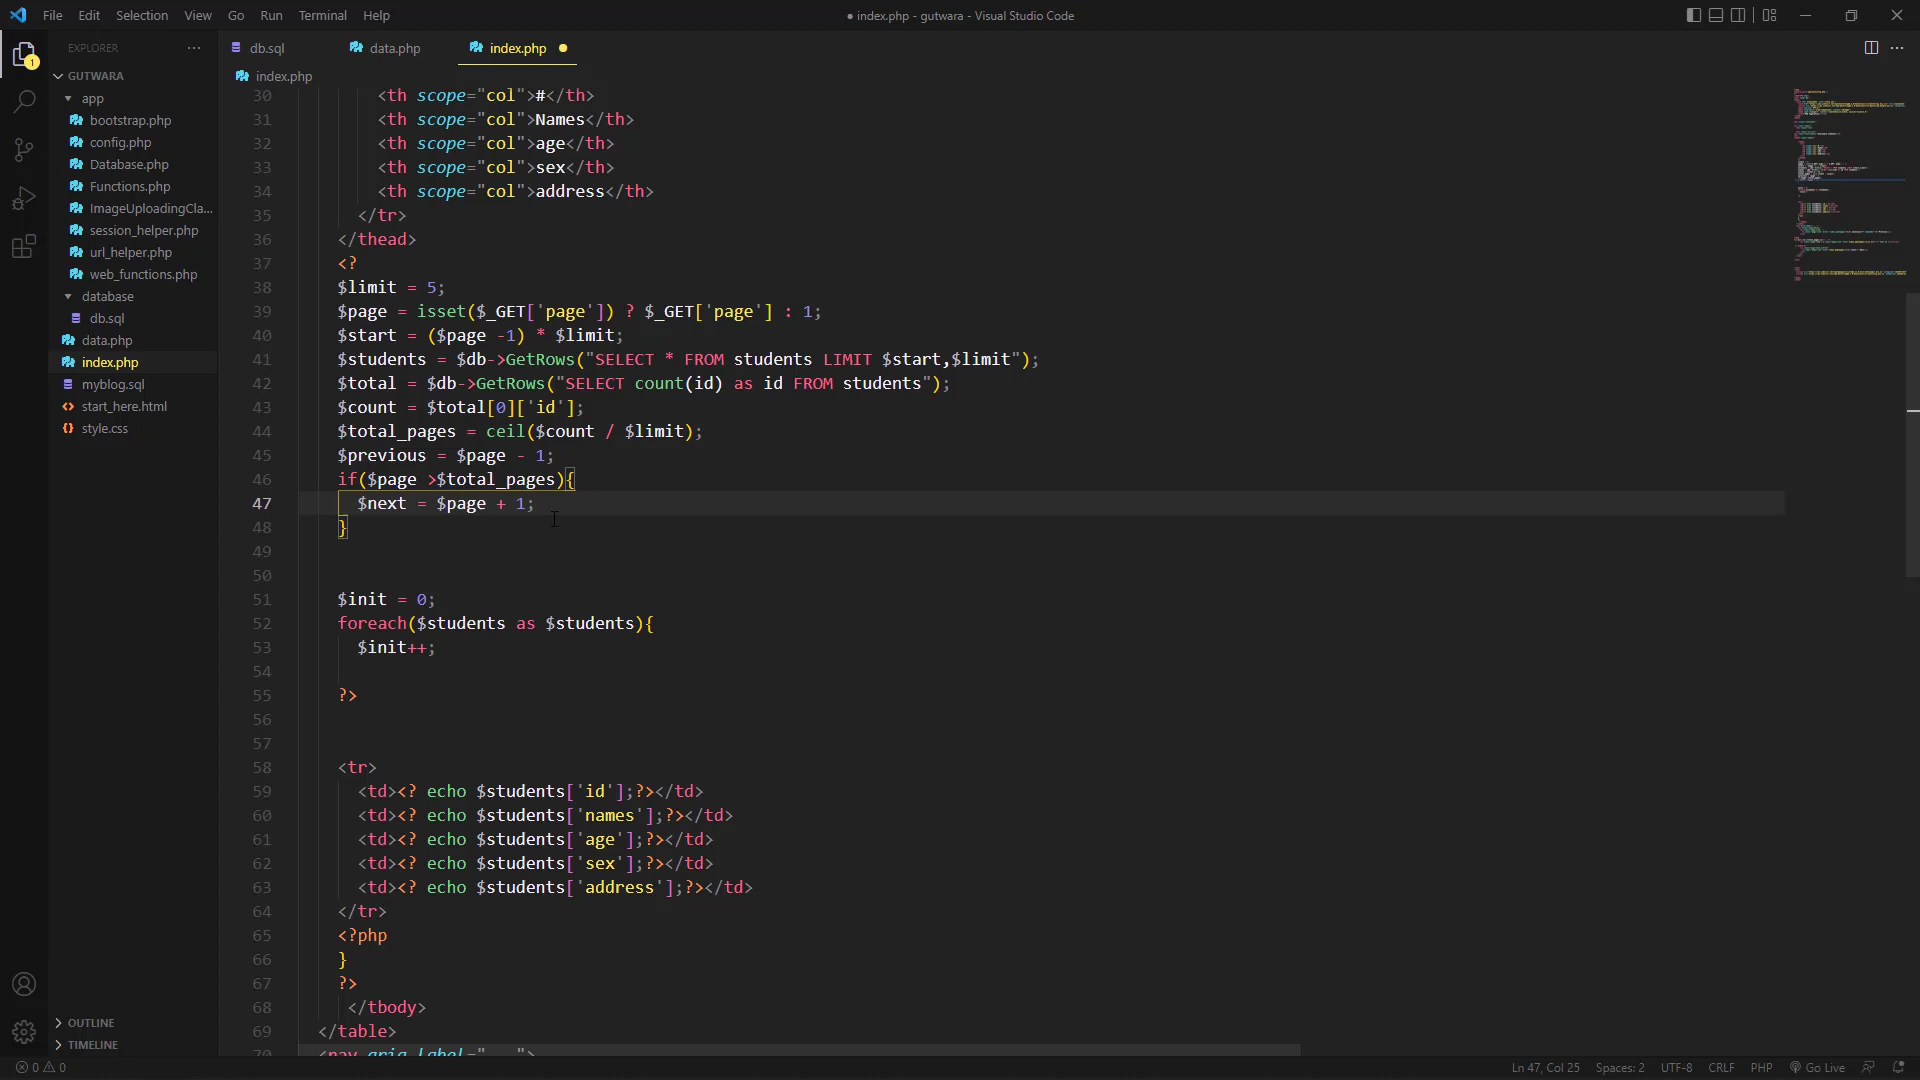 File Edit Selection View Go Run Terminal Help
● index.php - gutwara - Visual Studio Code
EXPLORER ···
1
GUTWARA
app
bootstrap.php
config.php
Database.php
Functions.php
ImageUploadingCla...
session_helper.php
url_helper.php
web_functions.php
database
db.sql
data.php
index.php
myblog.sql
start_here.html
style.css
OUTLINE
TIMELINE
db.sql data.php index.php ●
index.php
30 <th scope="col">#</th>
31 <th scope="col">Names</th>
32 <th scope="col">age</th>
33 <th scope="col">sex</th>
34 <th scope="col">address</th>
35 </tr>
36 </thead>
37 <?
38 $limit = 5;
39 $page = isset($_GET['page']) ? $_GET['page'] : 1;
40 $start = ($page -1) * $limit;
41 $students = $db->GetRows("SELECT * FROM students LIMIT $start,$limit");
42 $total = $db->GetRows("SELECT count(id) as id FROM students");
43 $count = $total[0]['id'];
44 $total_pages = ceil($count / $limit);
45 $previous = $page - 1;
46 if($page >$total_pages){
47 $next = $page + 1;
48 }
49
50
51 $init = 0;
52 foreach($students as $students){
53 $init++;
54
55 ?>
56
57
58 <tr>
59 <td><? echo $students['id'];?></td>
60 <td><? echo $students['names'];?></td>
61 <td><? echo $students['age'];?></td>
62 <td><? echo $students['sex'];?></td>
63 <td><? echo $students['address'];?></td>
64 </tr>
65 <?php
66 }
67 ?>
68 </tbody>
69 </table>
70 <nav aria-label="...">
0 0
Ln 47, Col 25 Spaces: 2 UTF-8 CRLF PHP Go Live